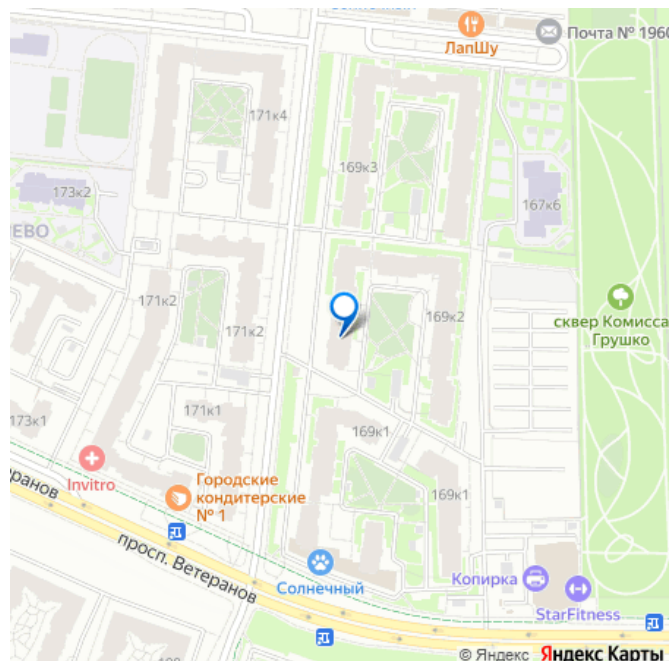 ЛапШу
Почта № 1960
171к4
169к3
173к2
167к6
ЕВО
171к2
171к2
169к2
сквер Комисса
Грушко
171к1
169к1
173к1
Invitro
169к1
Городские
кондитерские
№ 1
еранов
просп. Ветеранов
Солнечный
Копирка
StarFitness
© Яндекс Яндекс Карты